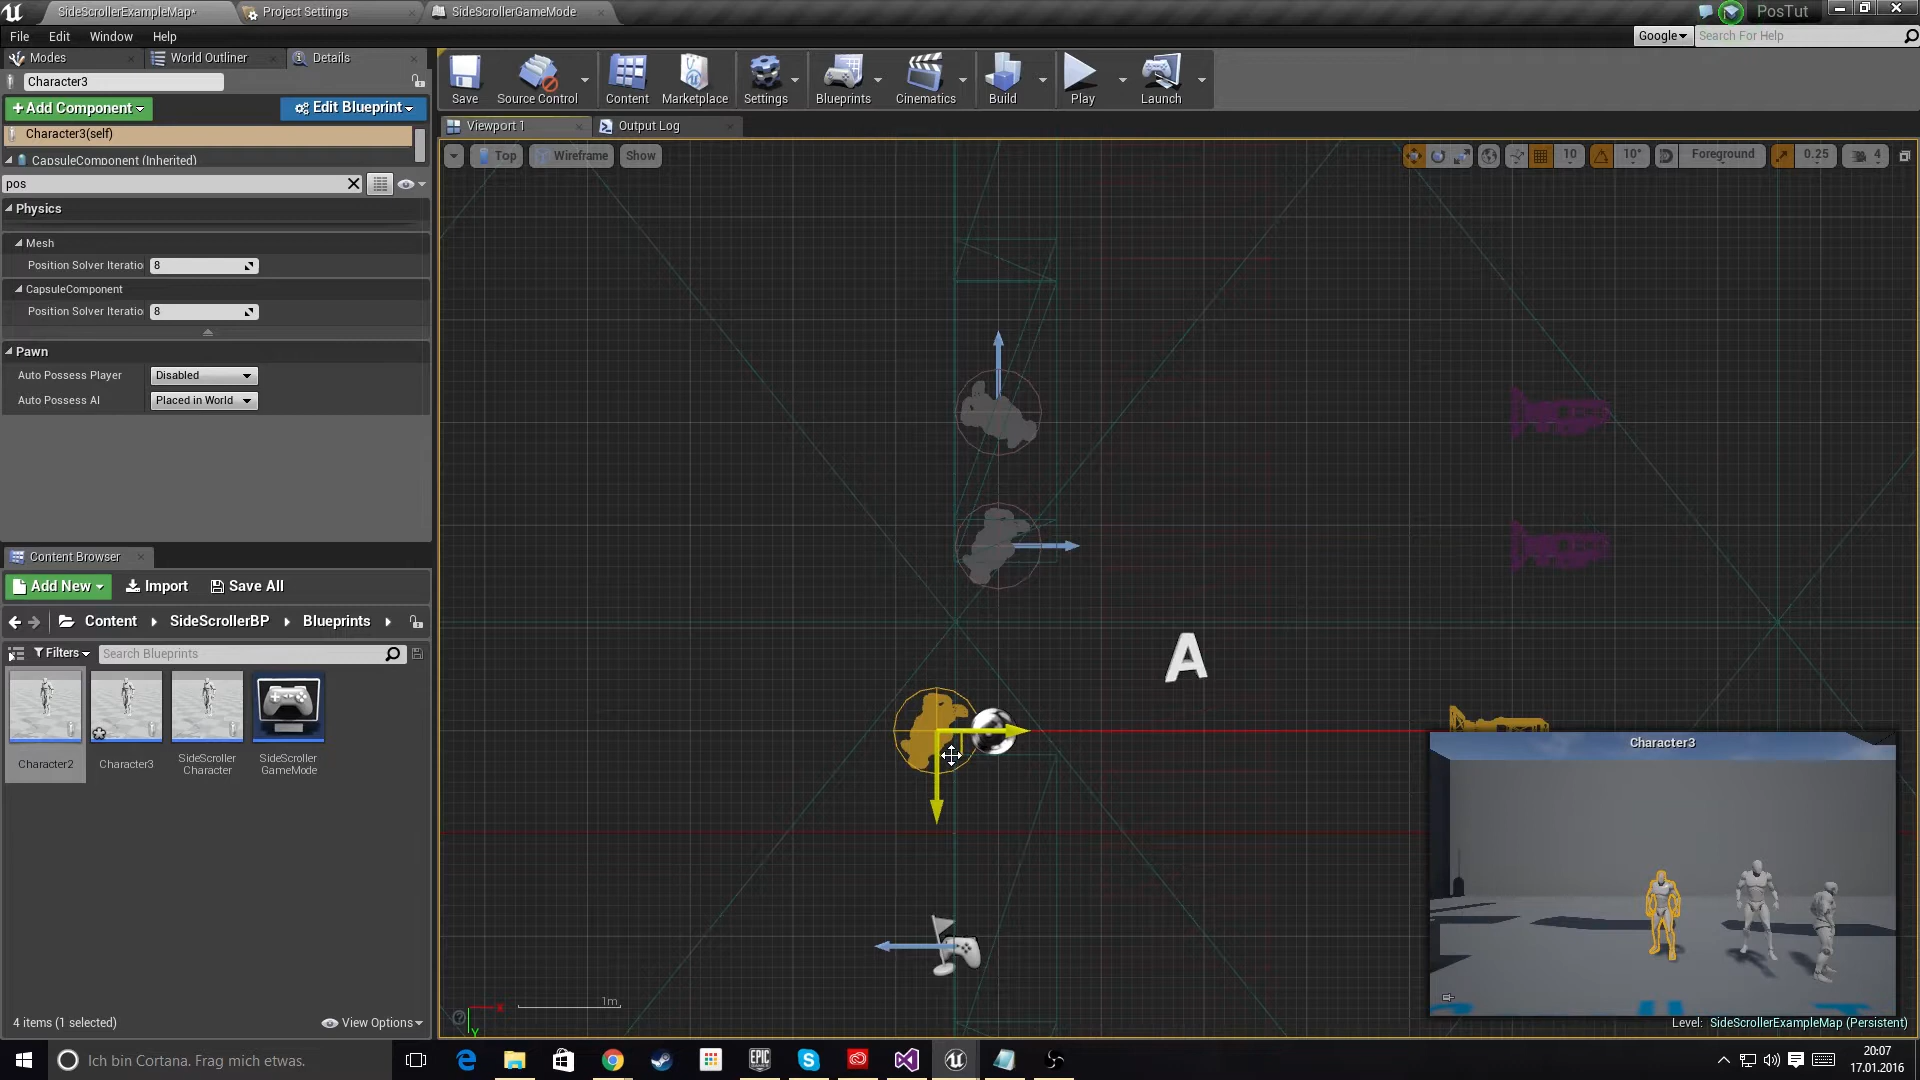 SideScrollerExampleMap*
Project Settings
SideScrollerGameMode
PosTut
File Edit Window Help
Google
Search For Help
Modes
World Outliner
Details
Character3
Add Component
Edit Blueprint
Character3(self)
CapsuleComponent (Inherited)
pos
Physics
Mesh
Position Solver Iteratio 8
CapsuleComponent
Position Solver Iteratio 8
Pawn
Auto Possess Player Disabled
Auto Possess AI Placed in World
Save
Source Control
Content
Marketplace
Settings
Blueprints
Cinematics
Build
Play
Launch
Viewport 1
Output Log
Top
Wireframe
Show
10
10°
Foreground
0.25
4
A
1m
Y
Character3
Level: SideScrollerExampleMap (Persistent)
Content Browser
Add New
Import
Save All
Content SideScrollerBP Blueprints
Filters
Search Blueprints
Character2
Character3
SideScroller
Character
SideScroller
GameMode
4 items (1 selected)
View Options
Ich bin Cortana. Frag mich etwas.
EPIC
GAMES
20:07
17.01.2016